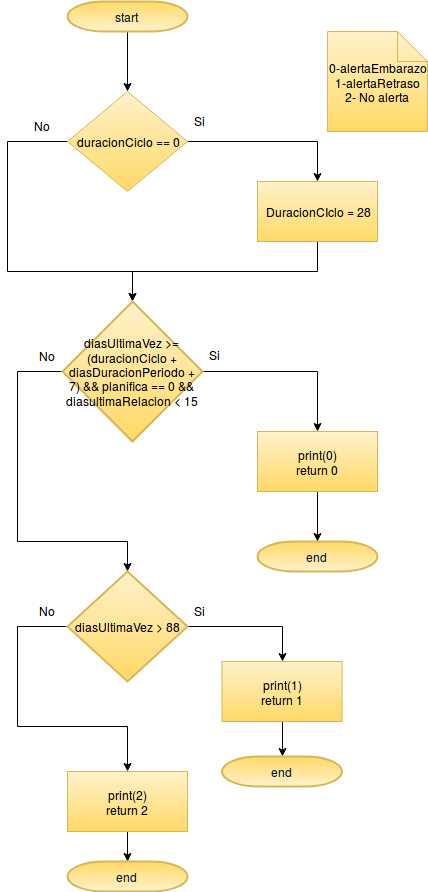 start
0-alertaEmbarazo
1-alertaRetraso
2- No alerta
No
Si
duracionCiclo == 0
DuracionCIclo = 28
No
Si
diasUltimaVez >=
(duracionCiclo +
diasDuracionPeriodo +
7) && planifica == 0 &&
diasultimaRelacion < 15
print(0)
return 0
end
No
Si
diasUltimaVez > 88
print(1)
return 1
end
print(2)
return 2
end